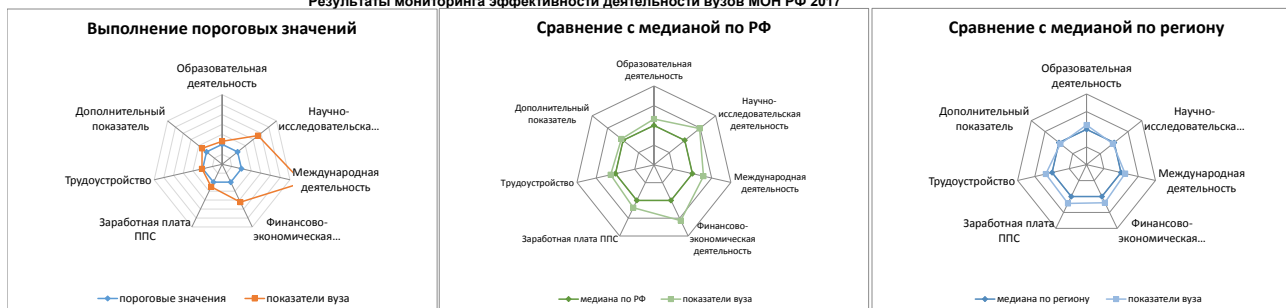 Результаты мониторинга эффективности деятельности вузов МОН РФ 2017
Выполнение пороговых значений
Образовательная
деятельность
Научно-
исследовательска...
Международная
деятельность
Финансово-
экономическая...
Заработная плата
ППС
Трудоустройство
Дополнительный
показатель
пороговые значения
показатели вуза
Сравнение с медианой по РФ
Образовательная
деятельность
Научно-
исследовательская
деятельность
Международная
деятельность
Финансово-
экономическая
деятельность
Заработная плата ППС
Трудоустройство
Дополнительный
показатель
медиана по РФ
показатели вуза
Сравнение с медианой по региону
Образовательная
деятельность
Научно-
исследовательска...
Международная
деятельность
Финансово-
экономическая...
Заработная плата
ППС
Трудоустройство
Дополнительный
показатель
медиана по региону
показатели вуза